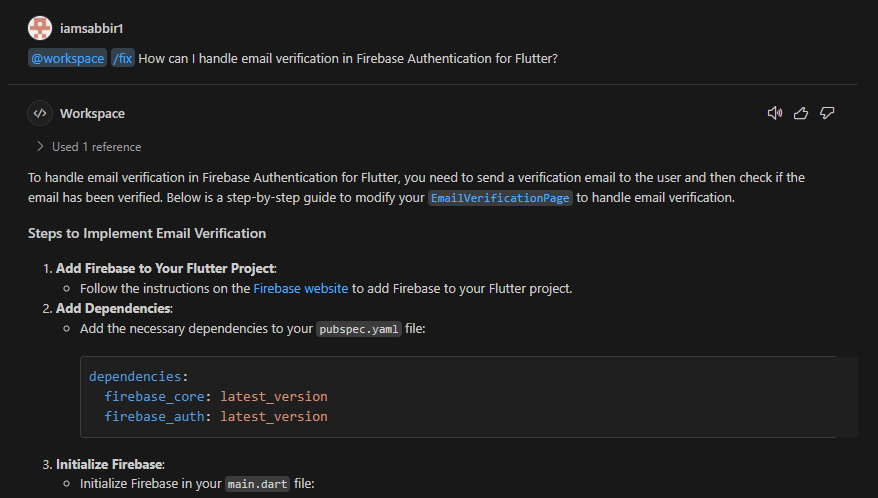 iamsabbir1
@workspace /fix How can I handle email verification in Firebase Authentication for Flutter?
Workspace
Used 1 reference
To handle email verification in Firebase Authentication for Flutter, you need to send a verification email to the user and then check if the
email has been verified. Below is a step-by-step guide to modify your EmailVerificationPage to handle email verification.
Steps to Implement Email Verification
1. Add Firebase to Your Flutter Project:
Follow the instructions on the Firebase website to add Firebase to your Flutter project.
2. Add Dependencies:
Add the necessary dependencies to your pubspec.yaml file:
dependencies:
firebase_core: latest_version
firebase_auth: latest_version
3. Initialize Firebase:
Initialize Firebase in your main.dart file: